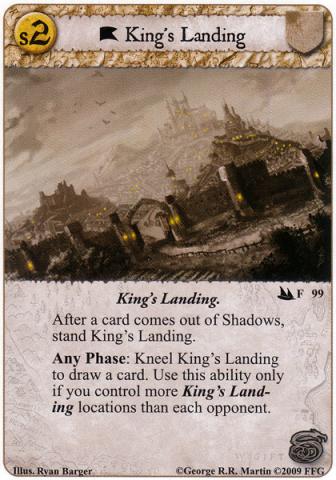 s2
King's Landing
King's Landing.
F 99
After a card comes out of Shadows,
stand King's Landing.
Any Phase: Kneel King's Landing
to draw a card. Use this ability only
if you control more King's Land-
ing locations than each opponent.
Illus. Ryan Barger
©George R.R. Martin ©2009 FFG